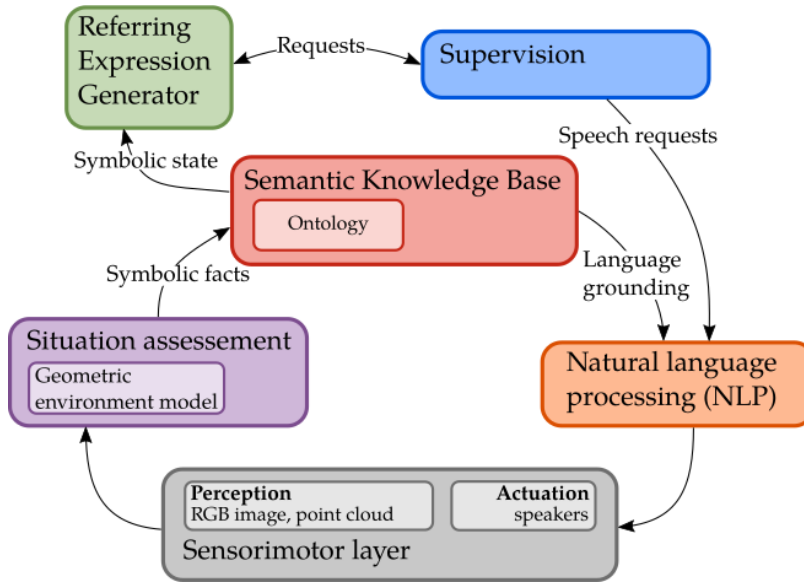 Referring
Expression
Generator
Requests
Supervision
Speech requests
Symbolic state
Semantic Knowledge Base
Ontology
Symbolic facts
Language
grounding
Situation assessement
Geometric
environment model
Natural language
processing (NLP)
Perception
RGB image, point cloud
Actuation
speakers
Sensorimotor layer